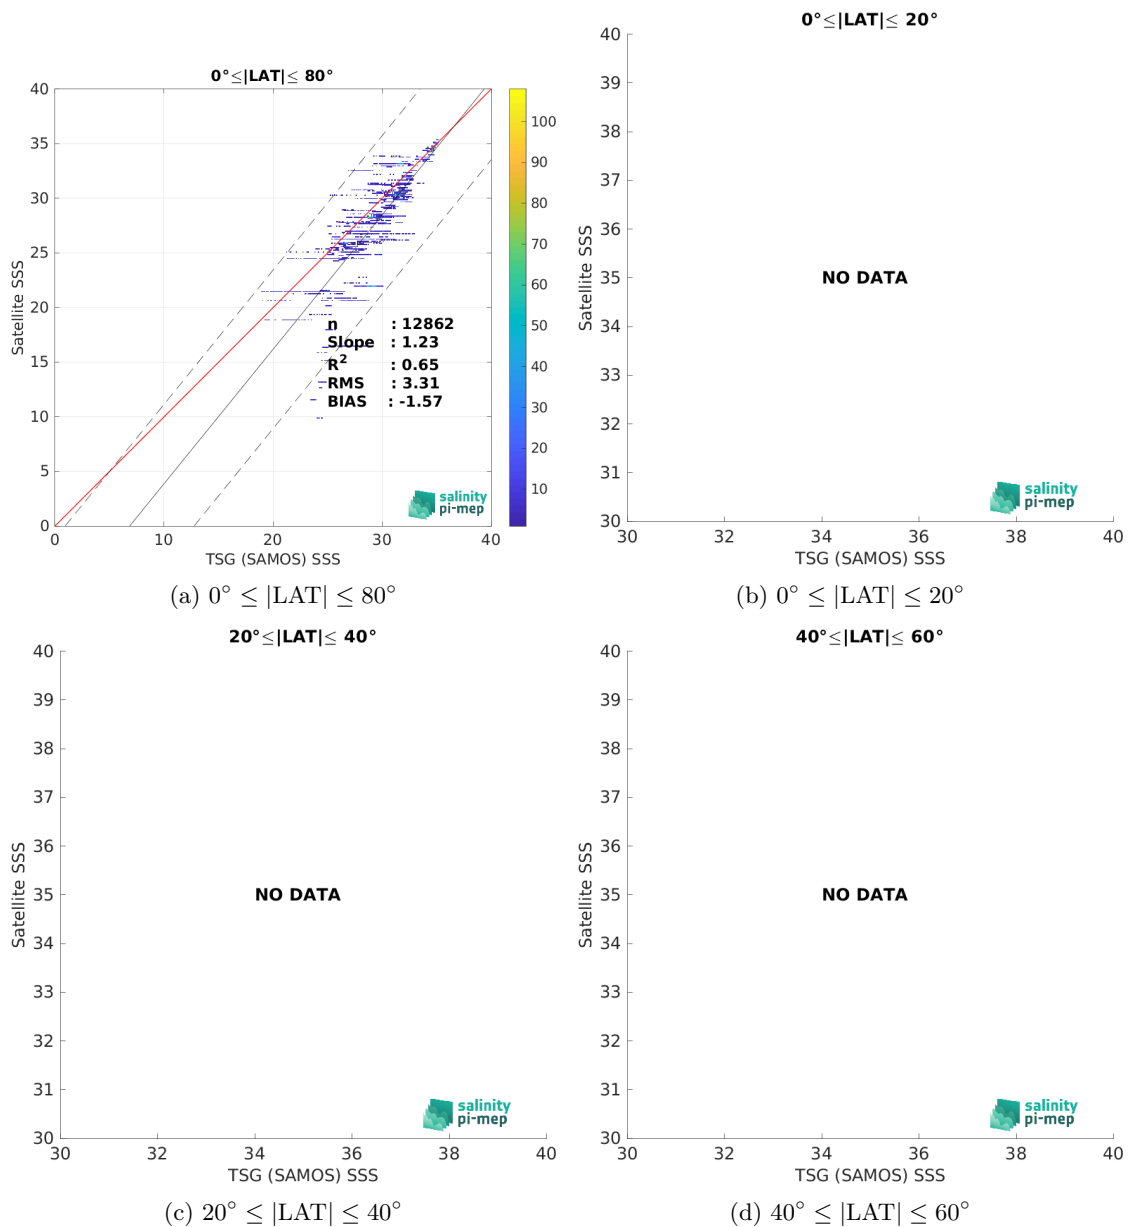 0°≤|LAT|≤ 80°
40
35
30
25
20
15
10
5
0
Satellite SSS
0
10
20
30
40
TSG (SAMOS) SSS
n : 12862
Slope : 1.23
R² : 0.65
RMS : 3.31
BIAS : -1.57
100
90
80
70
60
50
40
30
20
10
salinity
pi-mep
(a) 0° ≤ |LAT| ≤ 80°
0°≤|LAT|≤ 20°
40
39
38
37
36
35
34
33
32
31
30
Satellite SSS
NO DATA
salinity
pi-mep
30
32
34
36
38
40
TSG (SAMOS) SSS
(b) 0° ≤ |LAT| ≤ 20°
20°≤|LAT|≤ 40°
40
39
38
37
36
35
34
33
32
31
30
Satellite SSS
NO DATA
salinity
pi-mep
30
32
34
36
38
40
TSG (SAMOS) SSS
(c) 20° ≤ |LAT| ≤ 40°
40°≤|LAT|≤ 60°
40
39
38
37
36
35
34
33
32
31
30
Satellite SSS
NO DATA
salinity
pi-mep
30
32
34
36
38
40
TSG (SAMOS) SSS
(d) 40° ≤ |LAT| ≤ 60°